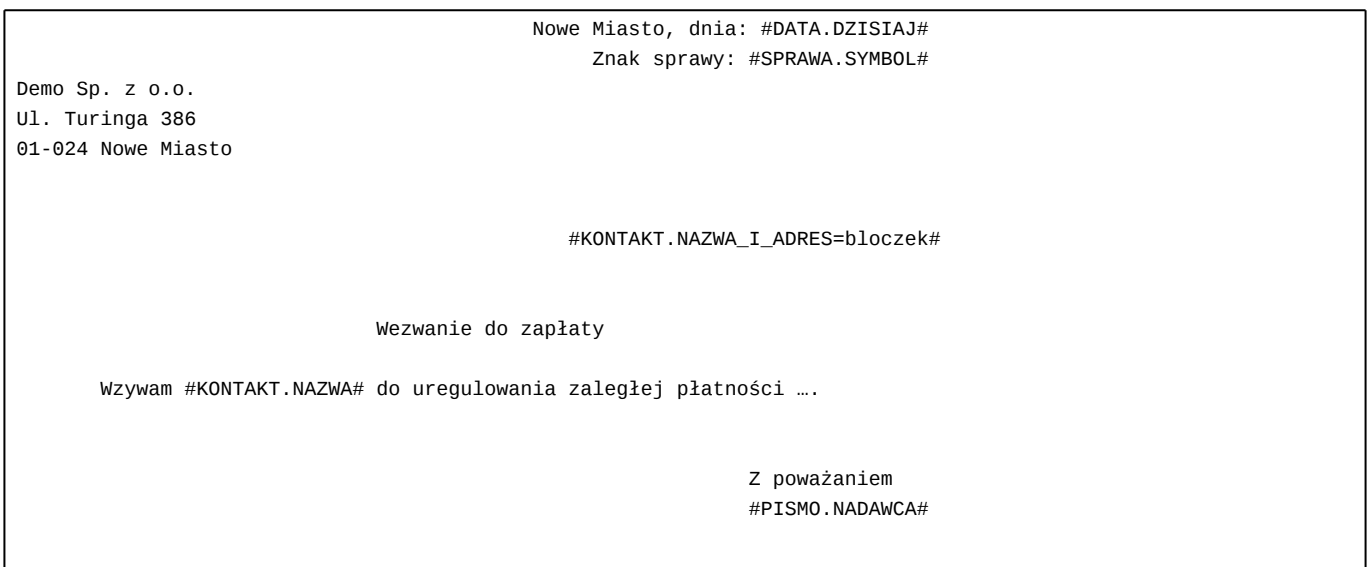 Nowe Miasto, dnia: #DATA.DZISIAJ#
Znak sprawy: #SPRAWA.SYMBOL#
Demo Sp. z o.o.
Ul. Turinga 386
01-024 Nowe Miasto
#KONTAKT.NAZWA_I_ADRES=bloczek#
Wezwanie do zapłaty
Wzywam #KONTAKT.NAZWA# do uregulowania zaległej płatności ….
Z poważaniem
#PISMO.NADAWCA#